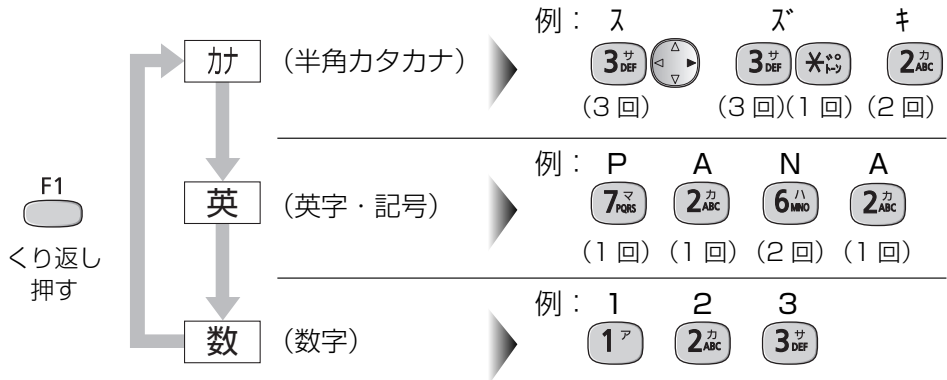 例： ｽ ｽﾞ ｷ
ｶﾅ （半角カタカナ） 3サDEF 3サDEF ＊゛゜トーン 2カABC
（3 回） （3 回）（1 回） （2 回）
例： P A N A
F1 英 （英字・記号） 7マPQRS 2カABC 6ハMNO 2カABC
くり返し
押す
（1 回） （1 回） （2 回） （1 回）
例： 1 2 3
数 （数字） 1ア 2カABC 3サDEF